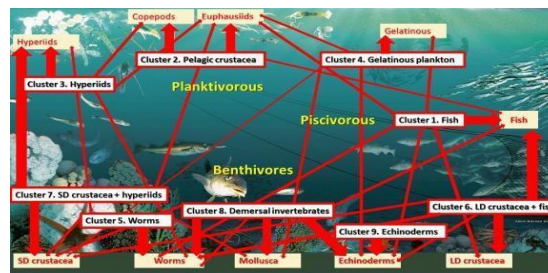 Copepods Euphausiids
Hyperiids Gelatinous
Cluster 2. Pelagic crustacea Cluster 4. Gelatinous plankton
Cluster 3. Hyperiids
Planktivorous
Piscivorous Cluster 1. Fish Fish
Benthivores
Cluster 7. SD crustacea + hyperiids
Cluster 5. Worms Cluster 8. Demersal invertebrates Cluster 6. LD crustacea + fis
Cluster 9. Echinoderms
SD crustacea Worms Mollusca Echinoderms LD crustacea